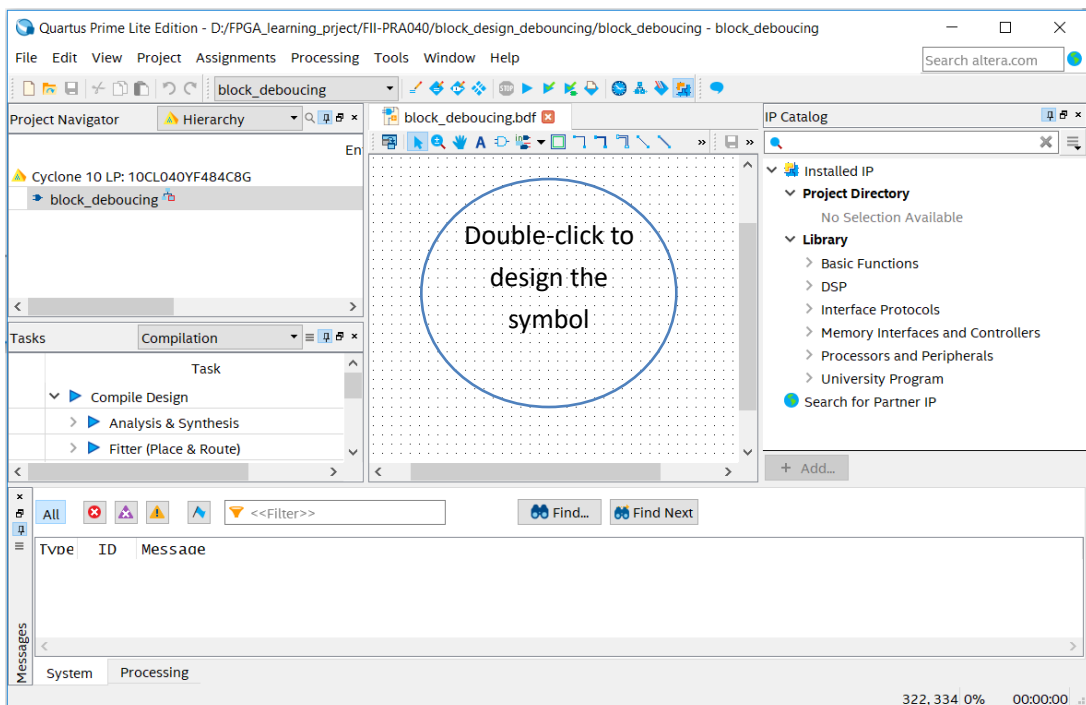 Quartus Prime Lite Edition - D:/FPGA_learning_prject/FII-PRA040/block_design_debouncing/block_deboucing - block_deboucing
File Edit View Project Assignments Processing Tools Window Help
Search altera.com
block_deboucing
Project Navigator
Hierarchy
En
Cyclone 10 LP: 10CL040YF484C8G
block_deboucing
Tasks
Compilation
Task
Compile Design
Analysis & Synthesis
Fitter (Place & Route)
block_deboucing.bdf
Double-click to
design the
symbol
IP Catalog
Installed IP
Project Directory
No Selection Available
Library
Basic Functions
DSP
Interface Protocols
Memory Interfaces and Controllers
Processors and Peripherals
University Program
Search for Partner IP
+ Add...
All
<<Filter>>
Find...
Find Next
Type ID Message
Messages
System Processing
322, 334 0% 00:00:00